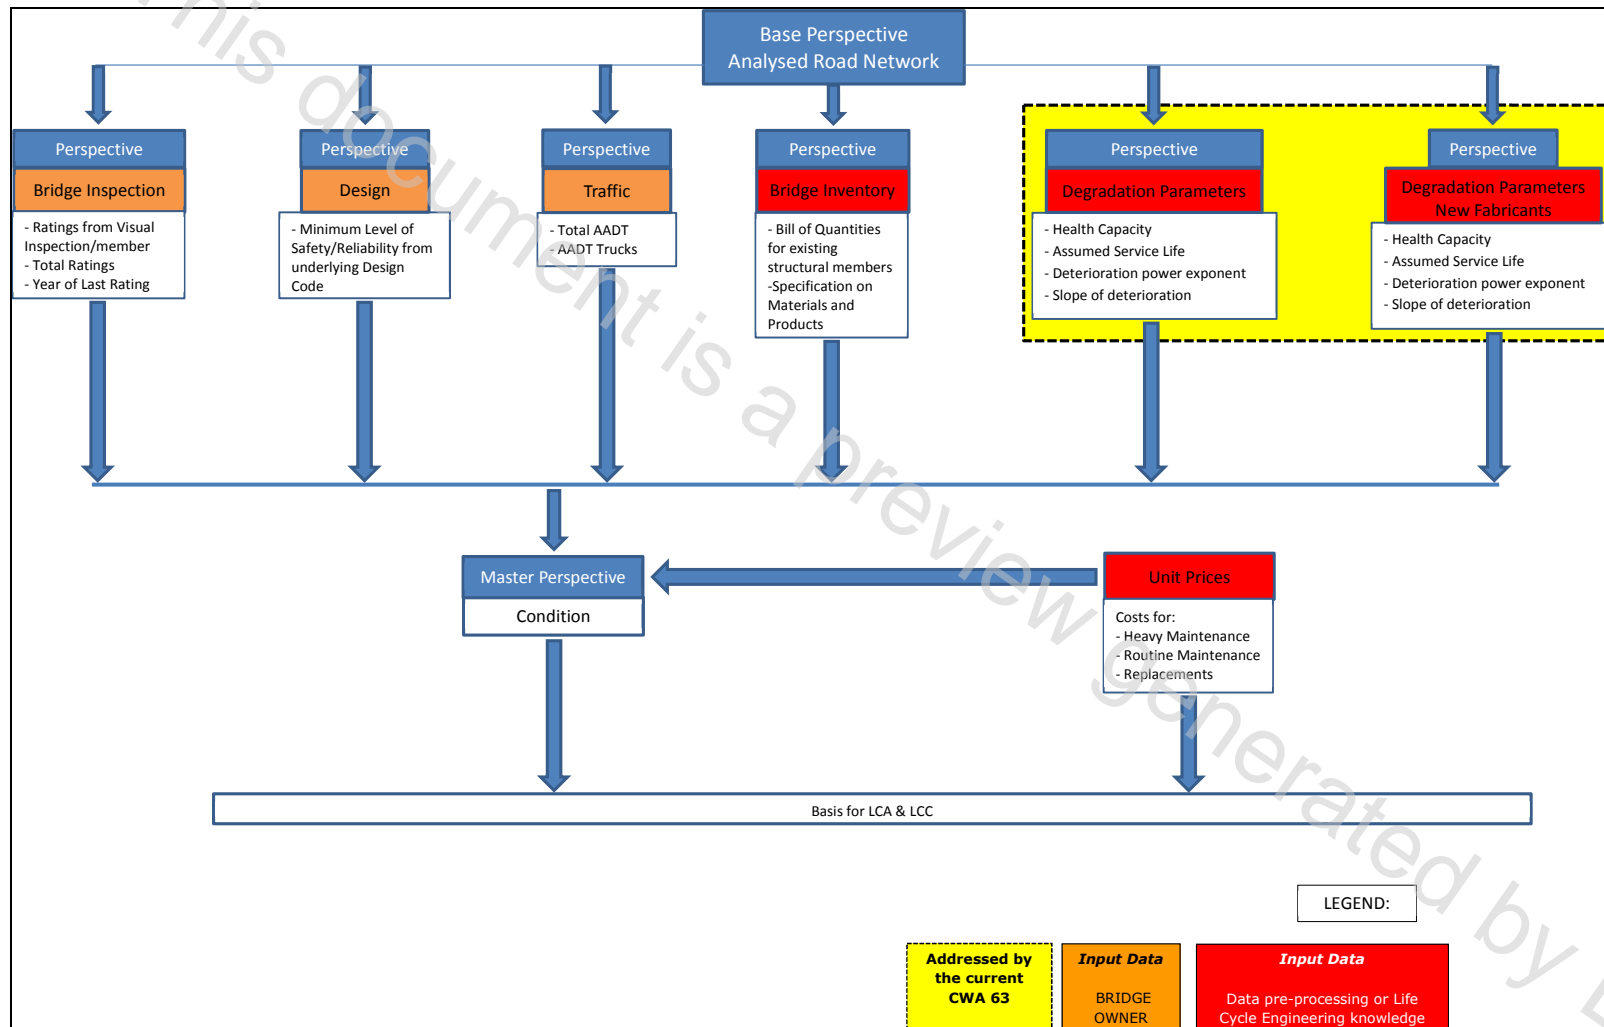 Base Perspective
Analysed Road Network
Perspective
Bridge Inspection
- Ratings from Visual
Inspection/member
- Total Ratings
- Year of Last Rating
Perspective
Design
- Minimum Level of
Safety/Reliability from
underlying Design
Code
Perspective
Traffic
- Total AADT
- AADT Trucks
Perspective
Bridge Inventory
- Bill of Quantities
for existing
structural members
-Specification on
Materials and
Products
Perspective
Degradation Parameters
- Health Capacity
- Assumed Service Life
- Deterioration power exponent
- Slope of deterioration
Perspective
Degradation Parameters
New Fabricants
- Health Capacity
- Assumed Service Life
- Deterioration power exponent
- Slope of deterioration
Master Perspective
Condition
Unit Prices
Costs for:
- Heavy Maintenance
- Routine Maintenance
- Replacements
Basis for LCA & LCC
LEGEND:
Addressed by
the current
CWA 63
Input Data
BRIDGE
OWNER
Input Data
Data pre-processing or Life
Cycle Engineering knowledge
This document is a preview generated by